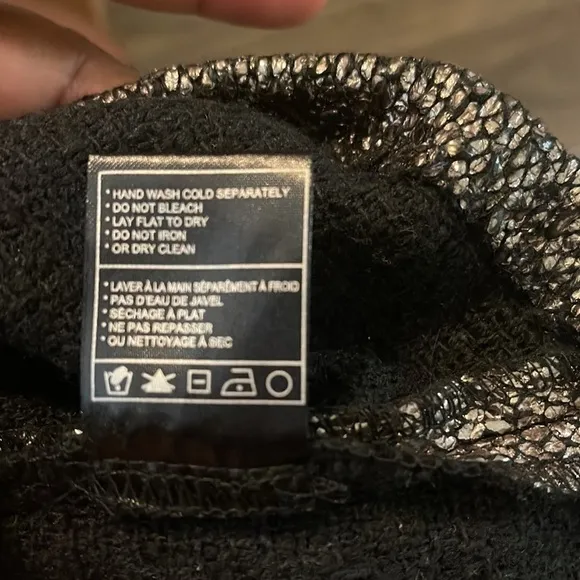 * HAND WASH COLD SEPARATELY
* DO NOT BLEACH
* LAY FLAT TO DRY
* DO NOT IRON
* OR DRY CLEAN
* LAVER À LA MAIN SÉPARÉMENT À FROID
* PAS D'EAU DE JAVEL
* SÉCHAGE À PLAT
* NE PAS REPASSER
* OU NETTOYAGE À SEC